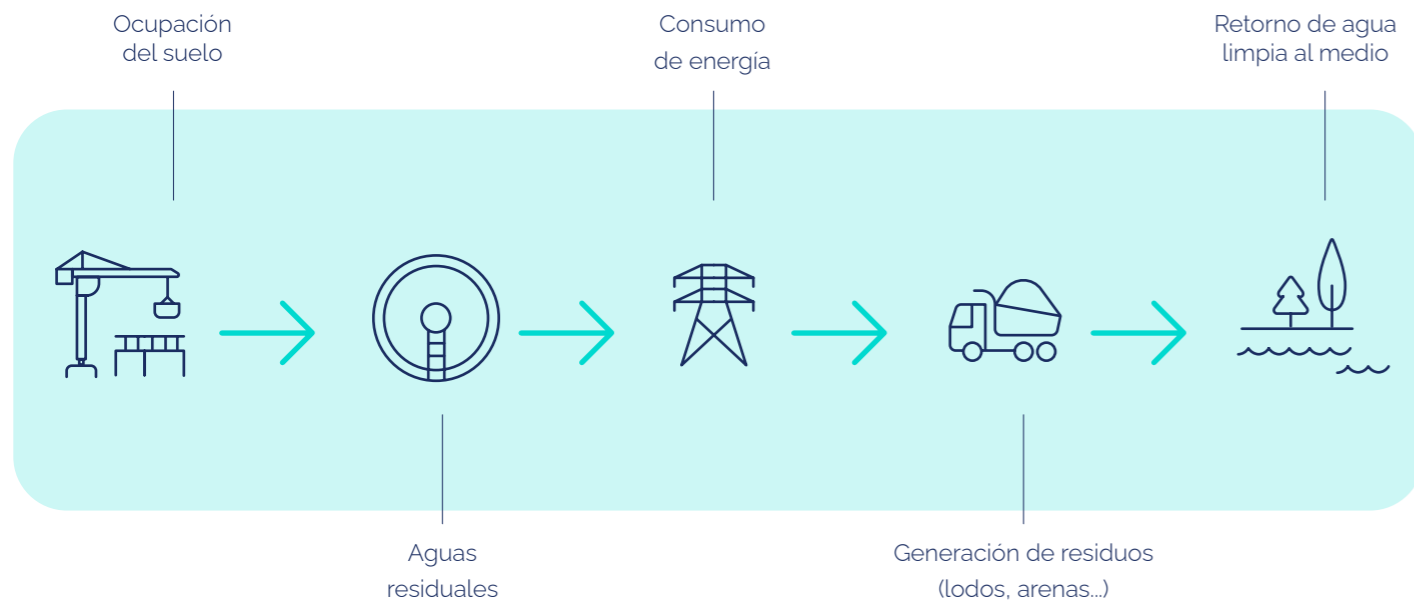 Ocupación
del suelo
Consumo
de energía
Retorno de agua
limpia al medio
Aguas
residuales
Generación de residuos
(lodos, arenas...)